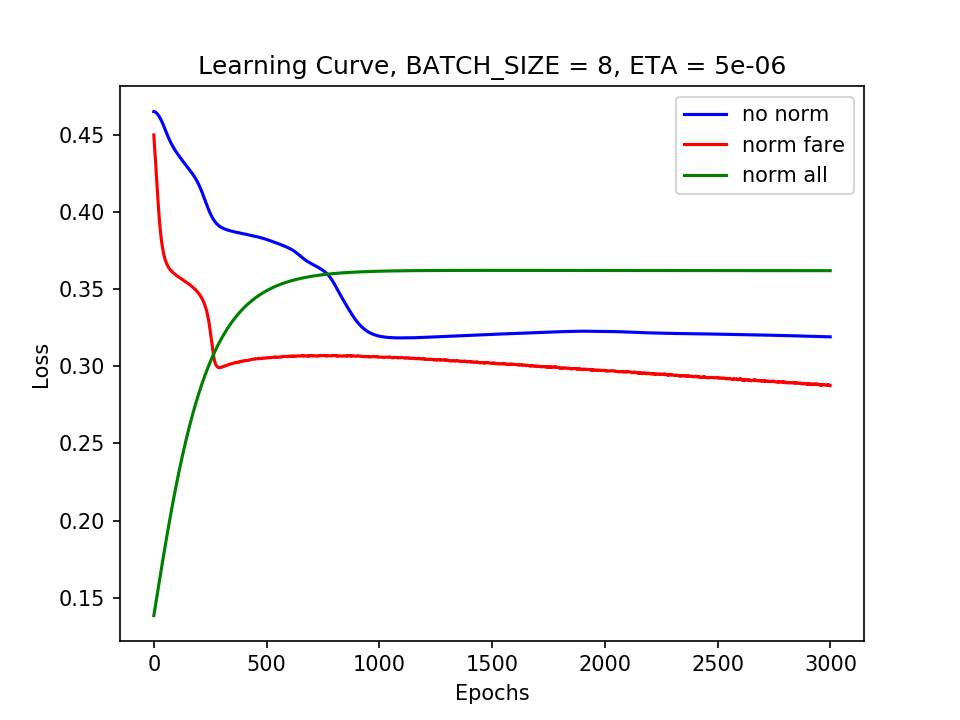 Learning Curve, BATCH_SIZE = 8, ETA = 5e-06
no norm
norm fare
norm all
Loss
0.45
0.40
0.35
0.30
0.25
0.20
0.15
0 500 1000 1500 2000 2500 3000
Epochs